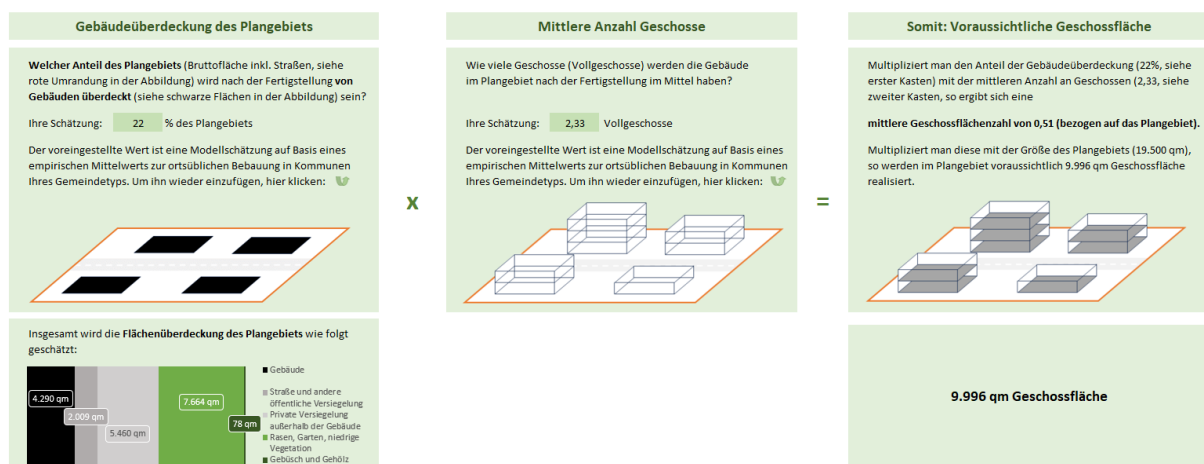 Gebäudeüberdeckung des Plangebiets
Welcher Anteil des Plangebiets (Bruttofläche inkl. Straßen, siehe
rote Umrandung in der Abbildung) wird nach der Fertigstellung von
Gebäuden überdeckt (siehe schwarze Flächen in der Abbildung) sein?
Ihre Schätzung: 22 % des Plangebiets
Der voreingestellte Wert ist eine Modellschätzung auf Basis eines
empirischen Mittelwerts zur ortsüblichen Bebauung in Kommunen
Ihres Gemeindetyps. Um ihn wieder einzufügen, hier klicken:
x
Mittlere Anzahl Geschosse
Wie viele Geschosse (Vollgeschosse) werden die Gebäude
im Plangebiet nach der Fertigstellung im Mittel haben?
Ihre Schätzung: 2,33 Vollgeschosse
Der voreingestellte Wert ist eine Modellschätzung auf Basis eines
empirischen Mittelwerts zur ortsüblichen Bebauung in Kommunen
Ihres Gemeindetyps. Um ihn wieder einzufügen, hier klicken:
=
Somit: Voraussichtliche Geschossfläche
Multipliziert man den Anteil der Gebäudeüberdeckung (22%, siehe
erster Kasten) mit der mittleren Anzahl an Geschossen (2,33, siehe
zweiter Kasten, so ergibt sich eine
mittlere Geschossflächenzahl von 0,51 (bezogen auf das Plangebiet).
Multipliziert man diese mit der Größe des Plangebiets (19.500 qm),
so werden im Plangebiet voraussichtlich 9.996 qm Geschossfläche
realisiert.
Insgesamt wird die Flächenüberdeckung des Plangebiets wie folgt
geschätzt:
4.290 qm
2.009 qm
5.460 qm
7.664 qm
78 qm
Gebäude
Straße und andere
öffentliche Versiegelung
Private Versiegelung
außerhalb der Gebäude
Rasen, Garten, niedrige
Vegetation
Gebüsch und Gehölz
9.996 qm Geschossfläche